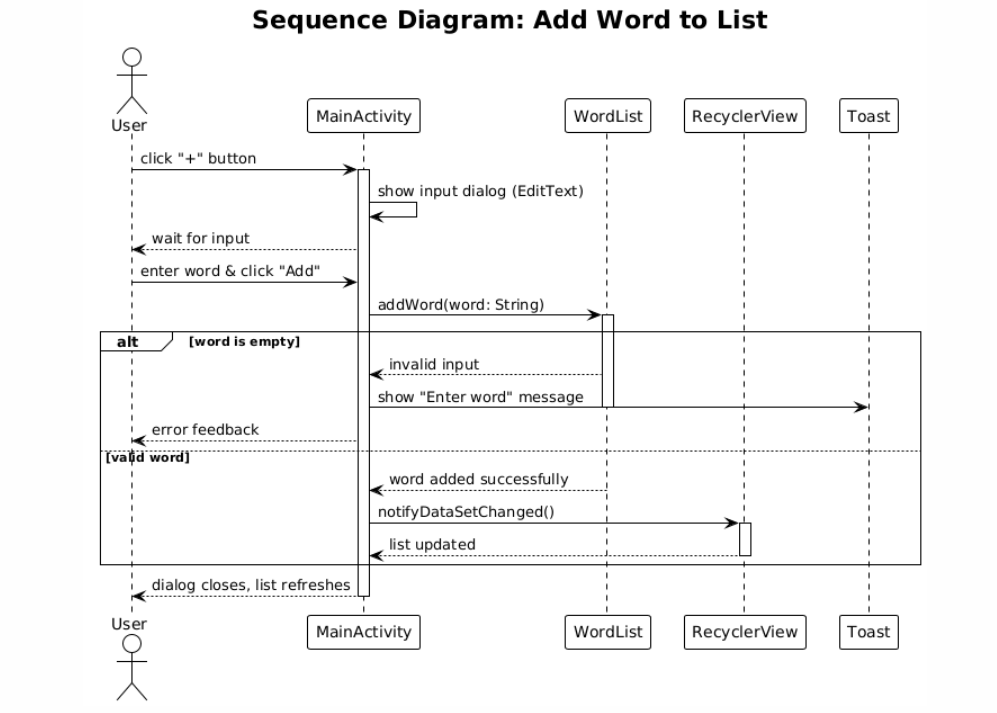 Sequence Diagram: Add Word to List
User
MainActivity
WordList
RecyclerView
Toast
click "+" button
show input dialog (EditText)
wait for input
enter word & click "Add"
addWord(word: String)
alt
[word is empty]
invalid input
show "Enter word" message
error feedback
[valid word]
word added successfully
notifyDataSetChanged()
list updated
dialog closes, list refreshes
User
MainActivity
WordList
RecyclerView
Toast